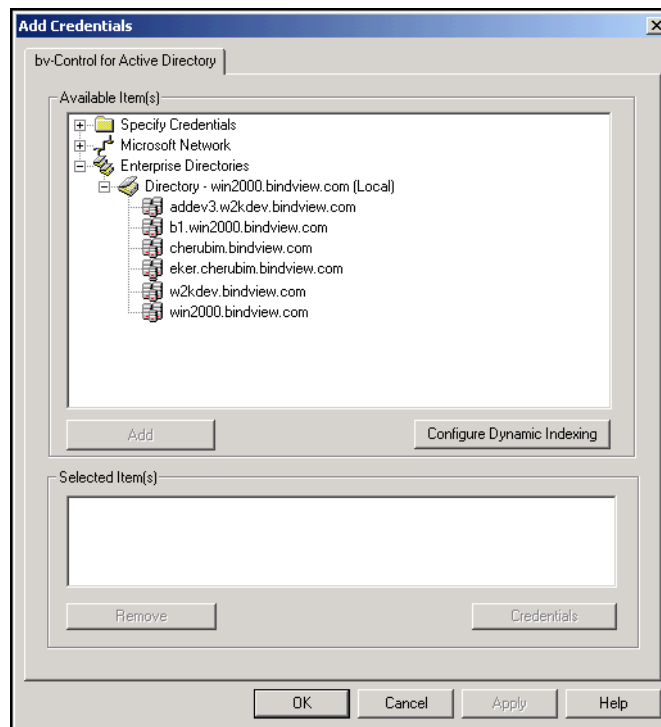 Add Credentials
bv-Control for Active Directory
Available Item(s)
Specify Credentials
Microsoft Network
Enterprise Directories
Directory - win2000.bindview.com (Local)
addev3.w2kdev.bindview.com
b1.win2000.bindview.com
cherubim.bindview.com
eker.cherubim.bindview.com
w2kdev.bindview.com
win2000.bindview.com
Add
Configure Dynamic Indexing
Selected Item(s)
Remove
Credentials
OK
Cancel
Apply
Help